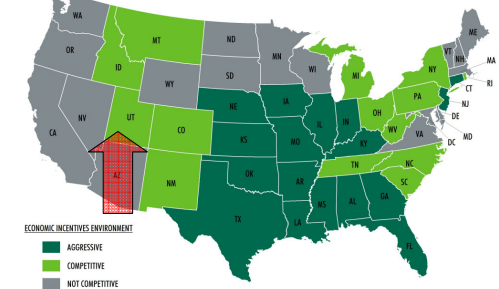 WA
ME
MT
ND
VT
NH
OR
MN
MA
ID
SD
WI
NY
MI
RI
WY
CT
PA
IA
NJ
NE
OH
NV
IN
DE
UT
IL
WV
CO
MD
VA
CA
KS
MO
KY
DC
NC
TN
AZ
OK
NM
AR
SC
MS
AL
GA
TX
LA
FL
ECONOMIC INCENTIVES ENVIRONMENT
AGGRESSIVE
COMPETITIVE
NOT COMPETITIVE